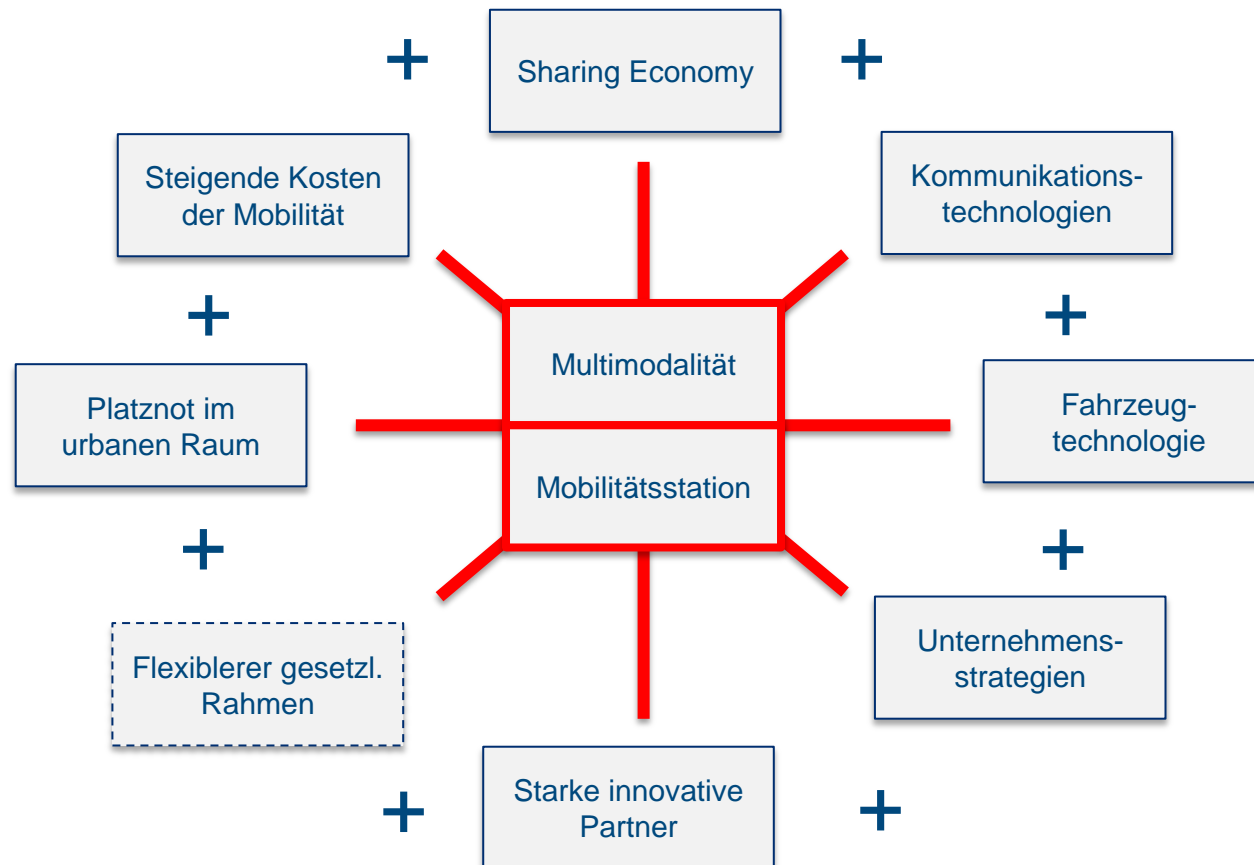 +
Sharing Economy
+
Steigende Kosten
der Mobilität
Kommunikations-
technologien
+
+
Multimodalität
Platznot im
urbanen Raum
Fahrzeug-
technologie
Mobilitätsstation
+
+
Flexiblerer gesetzl.
Rahmen
Unternehmens-
strategien
+
Starke innovative
Partner
+